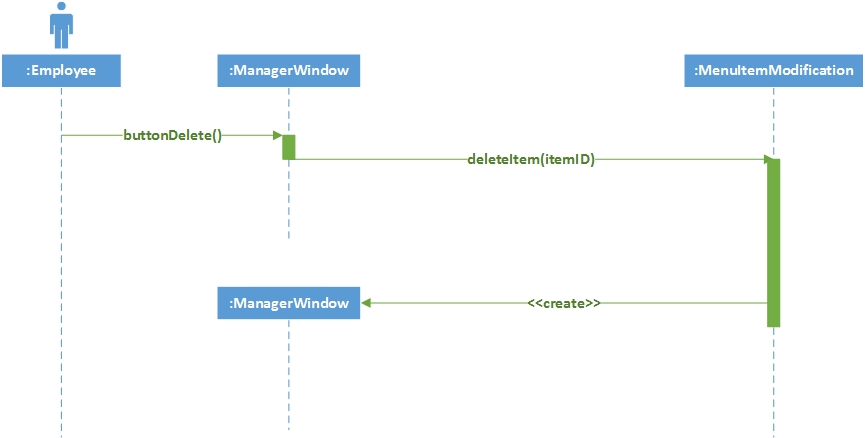 :Employee
:ManagerWindow
:MenuItemModification
buttonDelete()
deleteItem(itemID)
:ManagerWindow
<<create>>